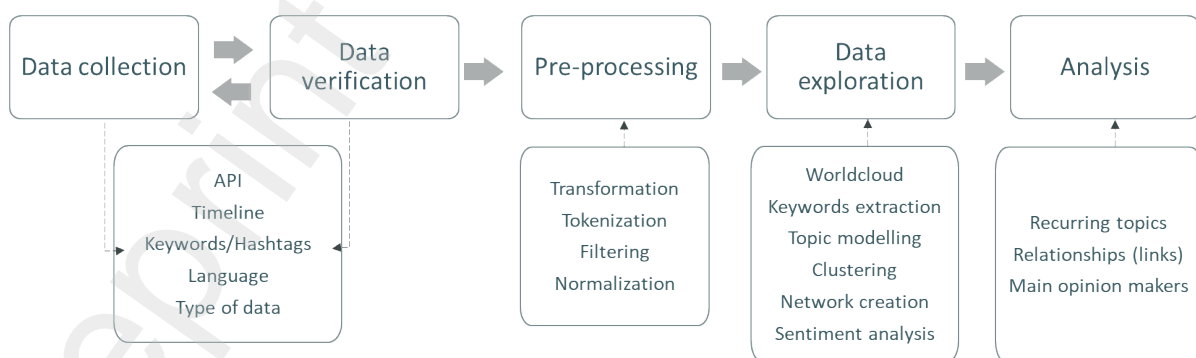 Data collection
Data
verification
Pre-processing
Data
exploration
Analysis
API
Timeline
Keywords/Hashtags
Language
Type of data
Transformation
Tokenization
Filtering
Normalization
Worldcloud
Keywords extraction
Topic modelling
Clustering
Network creation
Sentiment analysis
Recurring topics
Relationships (links)
Main opinion makers
eprint